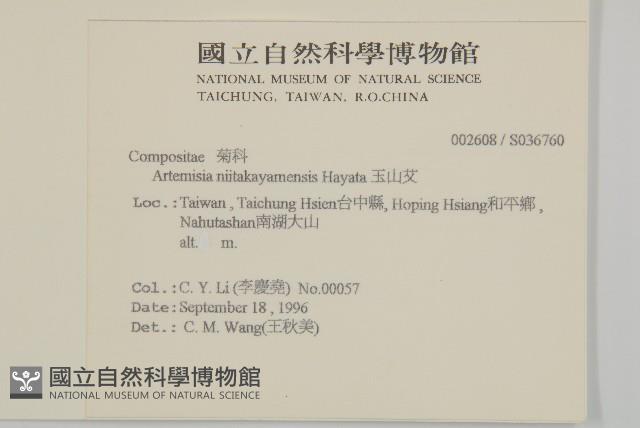 國立自然科學博物館
NATIONAL MUSEUM OF NATURAL SCIENCE
TAICHUNG, TAIWAN, R.O.CHINA
002608 / S036760
Compositae 菊科
Artemisia niitakayamensis Hayata 玉山艾
Loc.: Taiwan , Taichung Hsien台中縣, Hoping Hsiang和平鄉 ,
Nahutashan南湖大山
alt. m.
Col.: C. Y. Li (李慶堯) No.00057
Date: September 18 , 1996
Det.: C. M. Wang(王秋美)
國立自然科學博物館
NATIONAL MUSEUM OF NATURAL SCIENCE